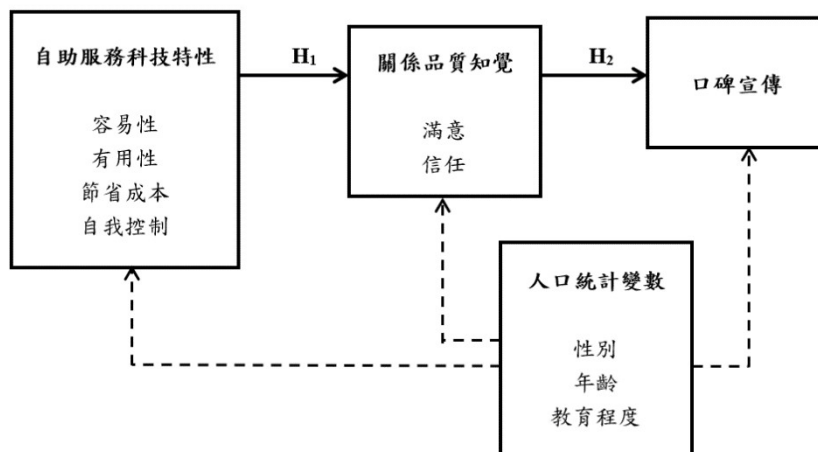 自助服務科技特性
容易性
有用性
節省成本
自我控制
H₁
關係品質知覺
滿意
信任
H₂
口碑宣傳
人口統計變數
性別
年齡
教育程度